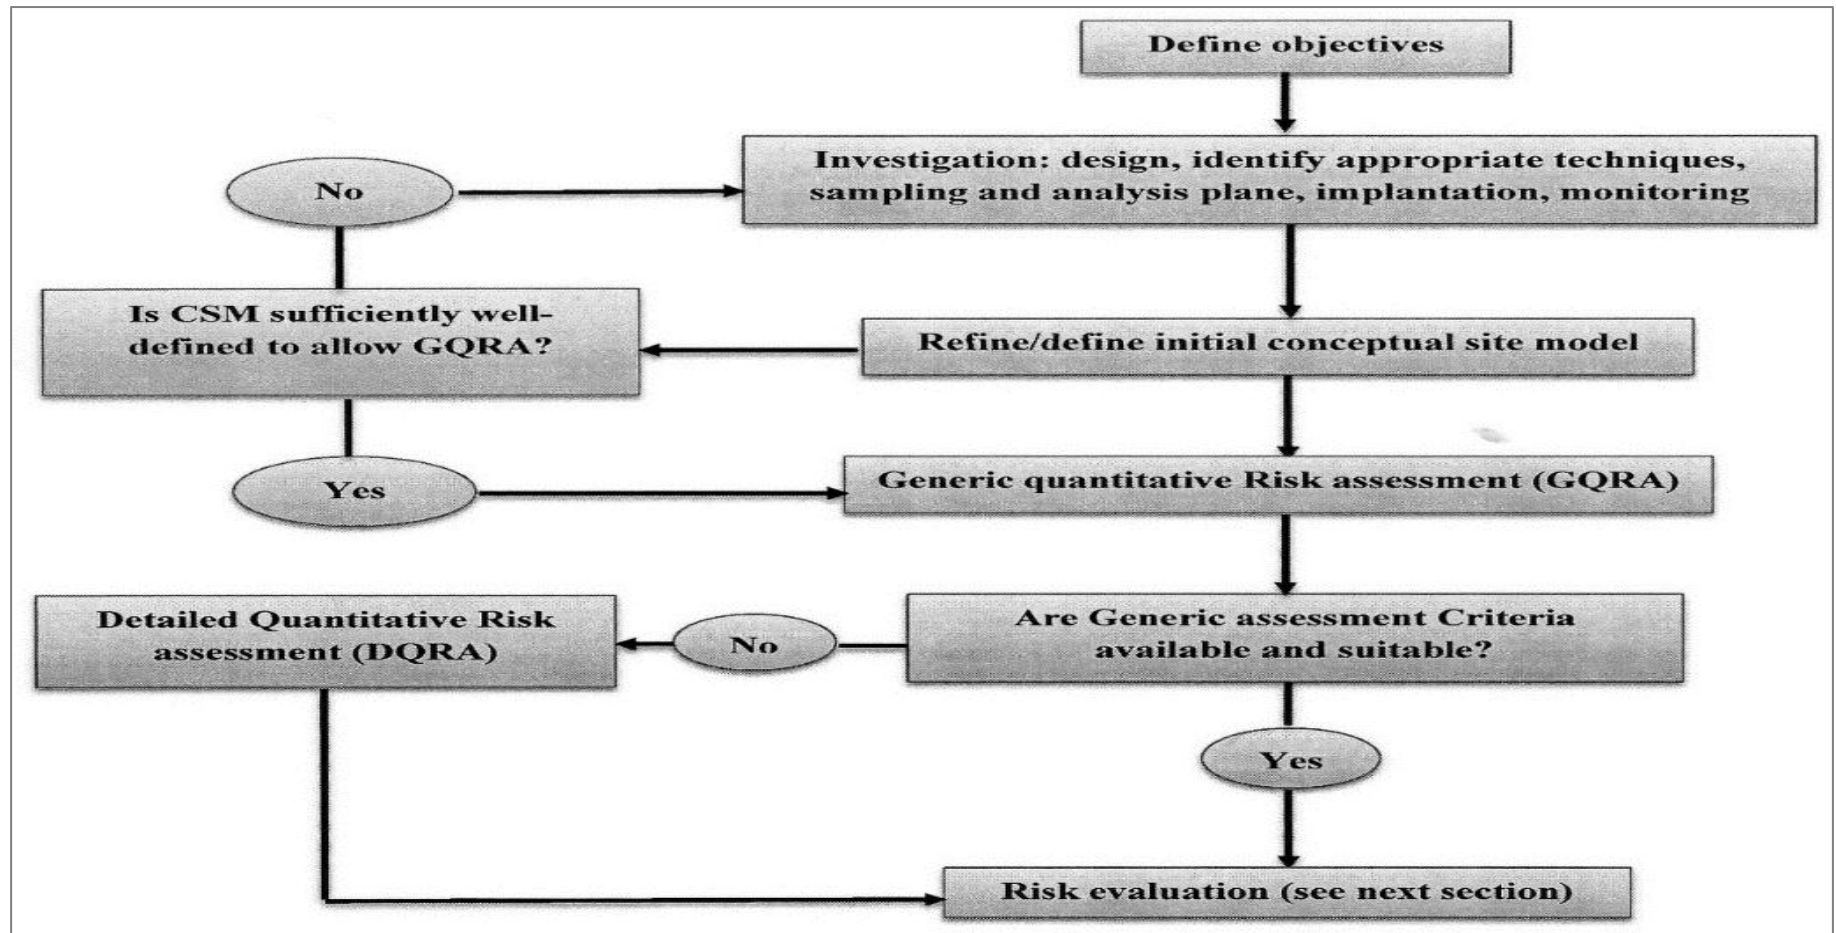 Define objectives
Investigation: design, identify appropriate techniques,
sampling and analysis plane, implantation, monitoring
No
Is CSM sufficiently well-
defined to allow GQRA?
Refine/define initial conceptual site model
Yes
Generic quantitative Risk assessment (GQRA)
Detailed Quantitative Risk
assessment (DQRA)
No
Are Generic assessment Criteria
available and suitable?
Yes
Risk evaluation (see next section)